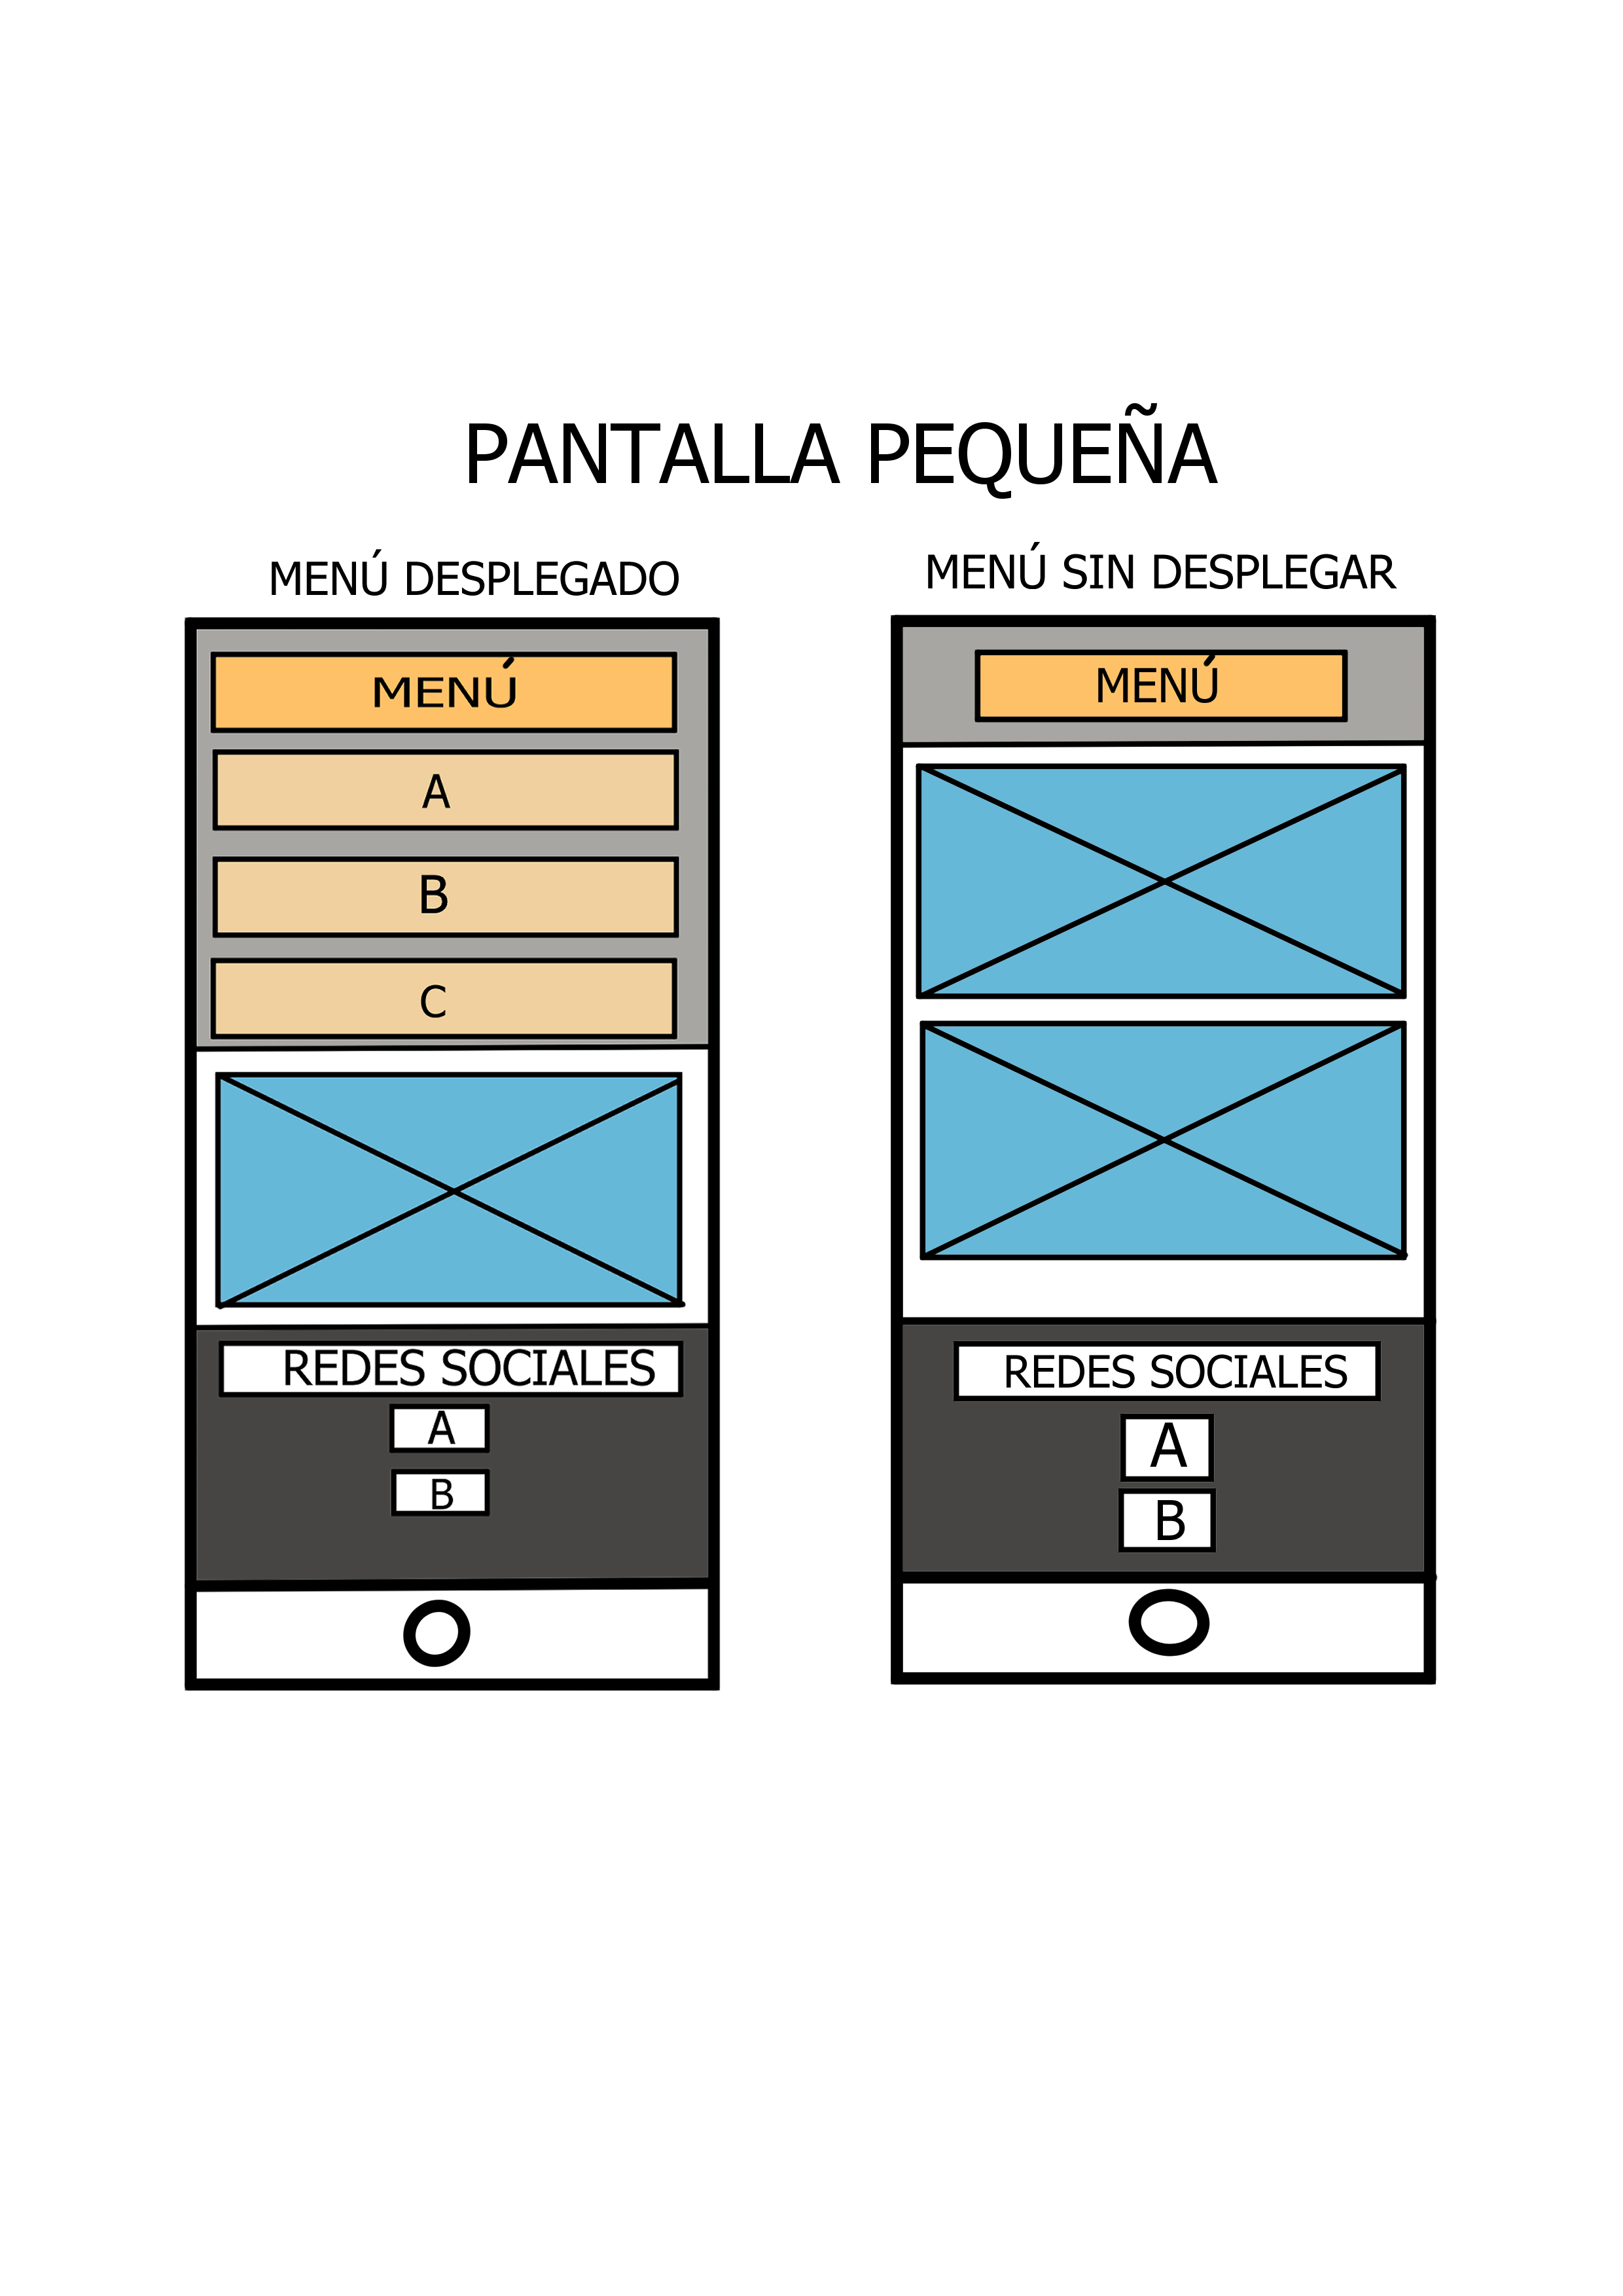 PANTALLA PEQUEÑA
MENÚ DESPLEGADO
MENÚ
A
B
C
REDES SOCIALES
A
B
MENÚ SIN DESPLEGAR
MENÚ
REDES SOCIALES
A
B